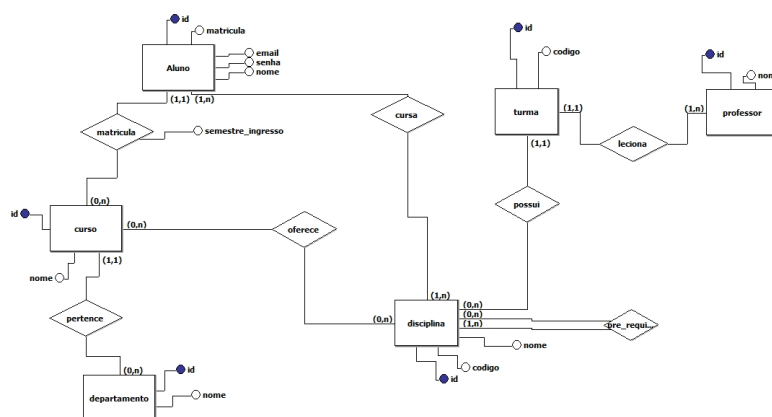 id
matricula
Aluno
email
senha
nome
(1,1)
(1,n)
matricula
semestre_ingresso
cursa
id
codigo
turma
(1,1)
(1,1)
leciona
(1,n)
id
professor
possui
(0,n)
id
curso
(0,n)
oferece
nome
(1,1)
pertence
(0,n)
departamento
id
nome
(0,n)
(1,n)
disciplina
(0,n)
(0,n)
(1,n)
pre_requi...
nome
codigo
id